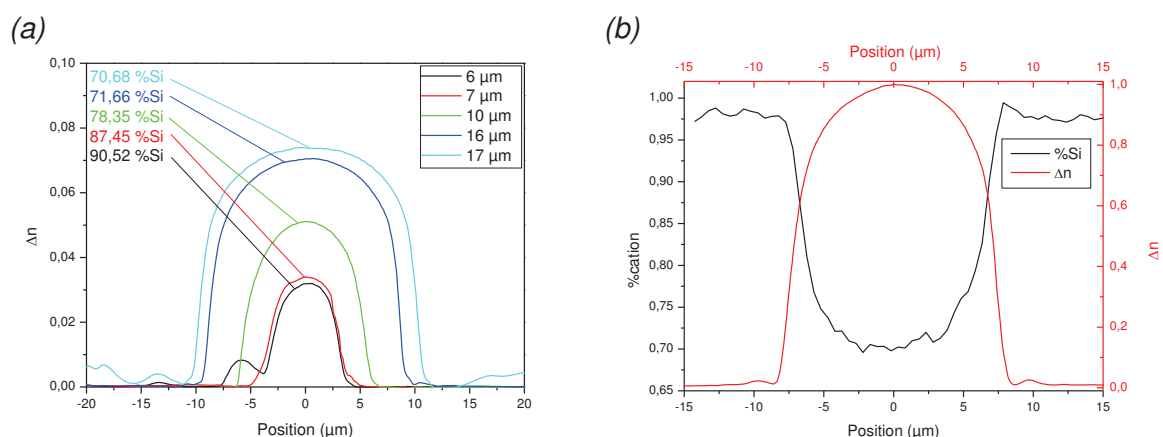 (a)
0,10
0,08
0,06
0,04
0,02
0,00
Δn
70,68 %Si
71,66 %Si
78,35 %Si
87,45 %Si
90,52 %Si
6 µm
7 µm
10 µm
16 µm
17 µm
-20 -15 -10 -5 0 5 10 15 20
Position (µm)
(b)
Position (µm)
-15 -10 -5 0 5 10 15
1,00
0,95
0,90
0,85
0,80
0,75
0,70
0,65
%cation
%Si
Δn
1,0
0,8
0,6
0,4
0,2
0,0
Δn
-15 -10 -5 0 5 10 15
Position (µm)